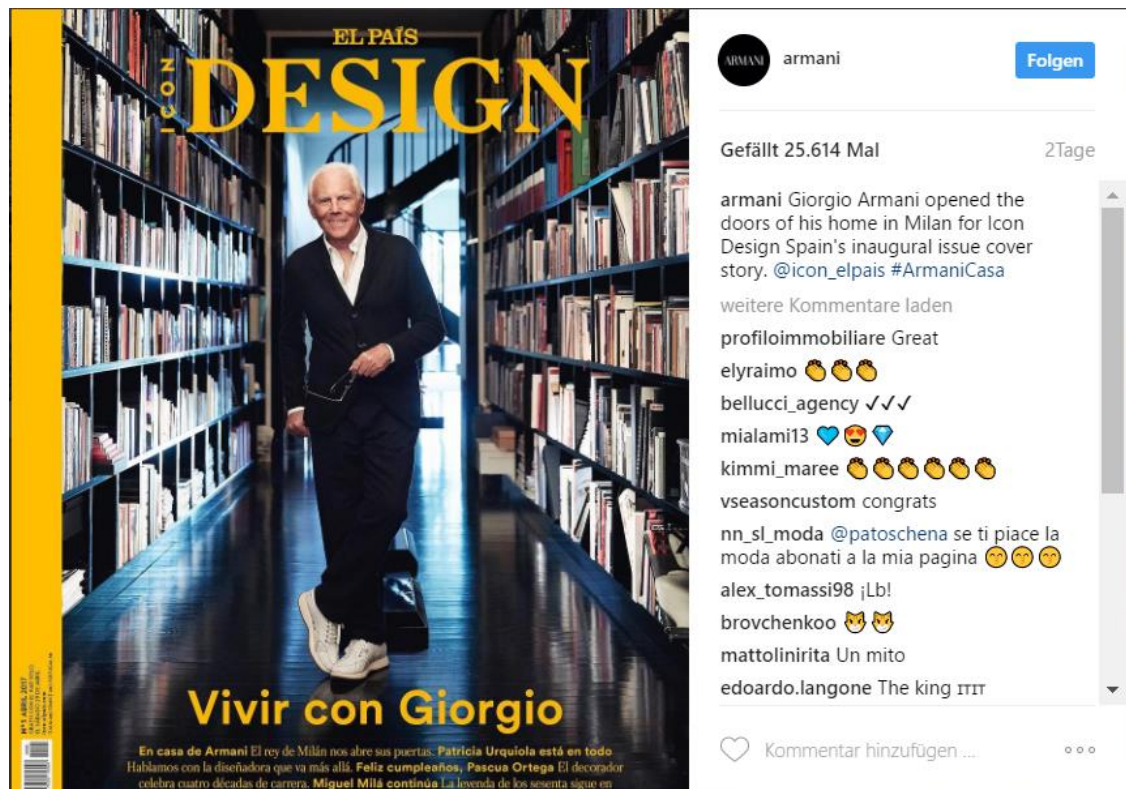 EL PAÍS
ICON
DESIGN
Vivir con Giorgio
En casa de Armani El rey de Milán nos abre sus puertas. Patricia Urquiola está en todo
Hablamos con la diseñadora que va más allá. Feliz cumpleaños, Pascua Ortega El decorador
celebra cuatro décadas de carrera. Miguel Milá continúa La leyenda de los sesenta sigue en
Nº1 ABRIL 2017
ARMANI
armani
Folgen
Gefällt 25.614 Mal
2Tage
armani Giorgio Armani opened the
doors of his home in Milan for Icon
Design Spain's inaugural issue cover
story. @icon_elpais #ArmaniCasa
weitere Kommentare laden
profiloimmobiliare Great
elyraimo 👏👏👏
bellucci_agency ✓✓✓
mialami13 💙😍💎
kimmi_maree 👏👏👏👏👏👏
vseasoncustom congrats
nn_sl_moda @patoschena se ti piace la
moda abonati a la mia pagina 😙😙😙
alex_tomassi98 ¡Lb!
brovchenkoo 😼😼
mattolinirita Un mito
edoardo.langone The king ITIT
Kommentar hinzufügen ...